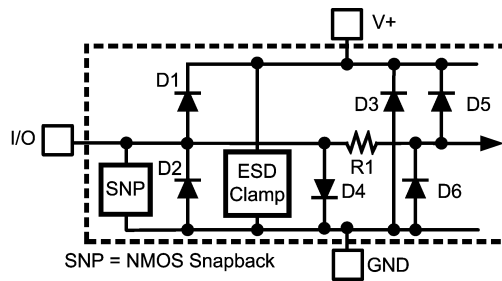 V+
D1
D3
D5
I/O
R1
SNP
D2
ESD
Clamp
D4
D6
SNP = NMOS Snapback
GND